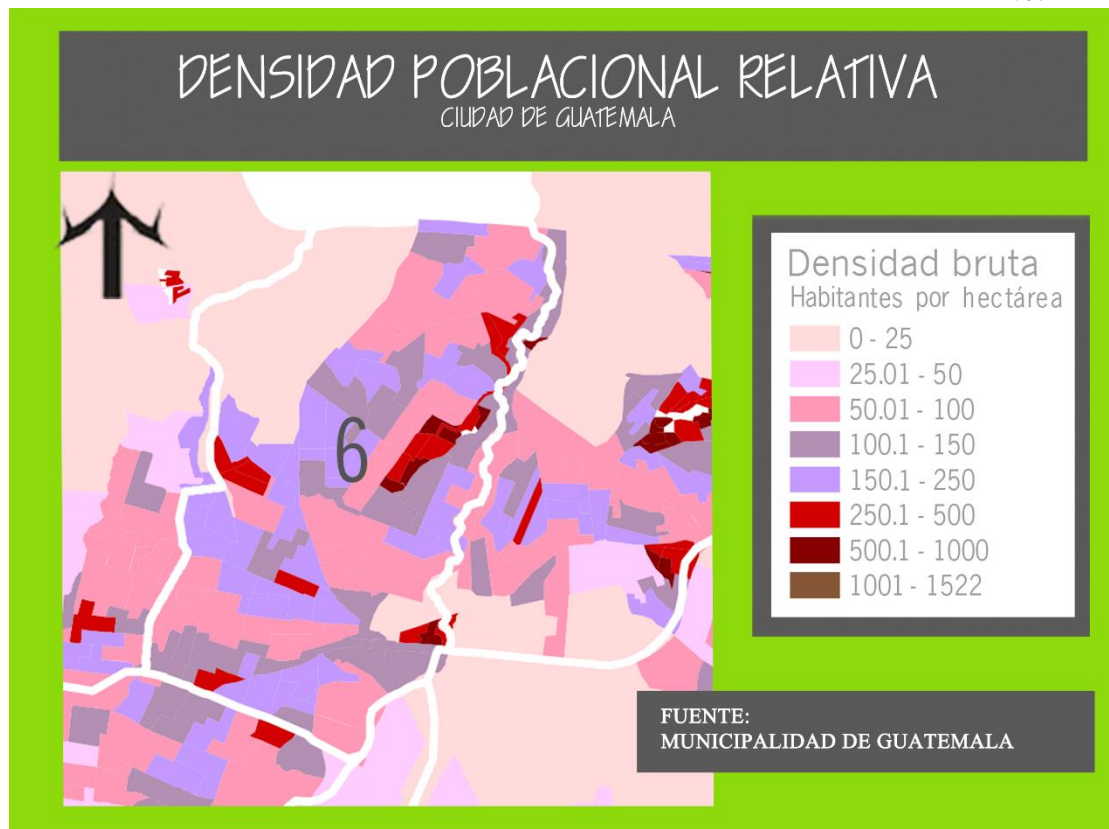 DENSIDAD POBLACIONAL RELATIVA
CIUDAD DE GUATEMALA
6
Densidad bruta
Habitantes por hectárea
0 - 25
25.01 - 50
50.01 - 100
100.1 - 150
150.1 - 250
250.1 - 500
500.1 - 1000
1001 - 1522
FUENTE:
MUNICIPALIDAD DE GUATEMALA